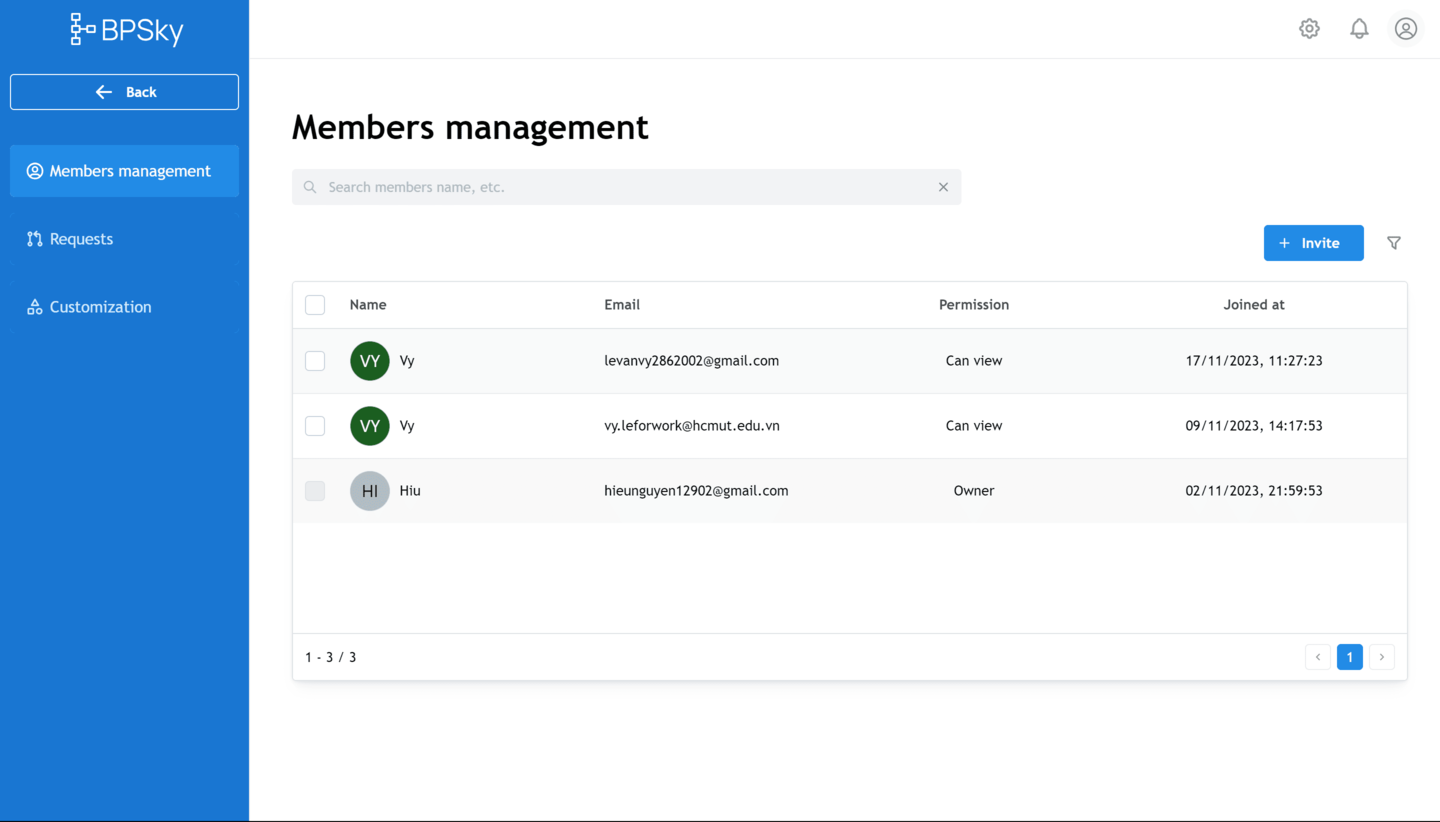 BPSky
Back
Members management
Requests
Customization
Members management
Search members name, etc.
Invite
Name Email Permission Joined at
VY Vy levanvy2862002@gmail.com Can view 17/11/2023, 11:27:23
VY Vy vy.leforwork@hcmut.edu.vn Can view 09/11/2023, 14:17:53
HI Hiu hieunguyen12902@gmail.com Owner 02/11/2023, 21:59:53
1 - 3 / 3
1